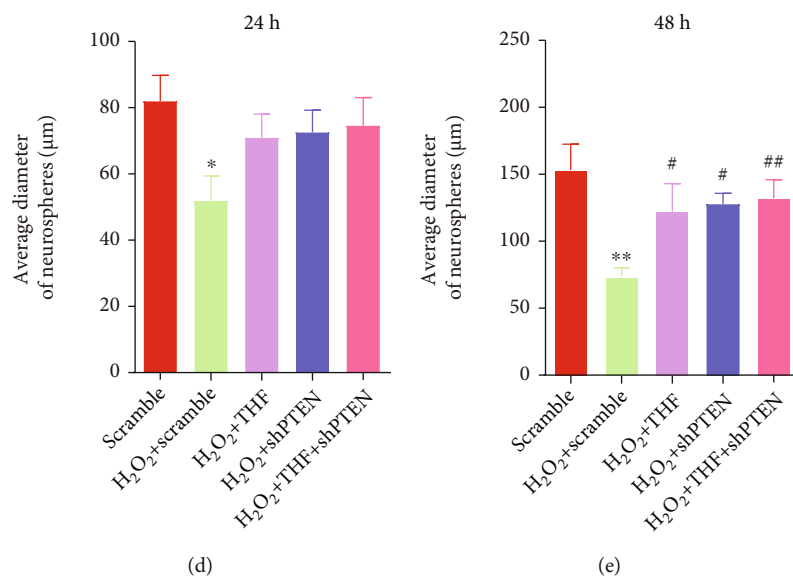 24 h
Average diameter
of neurospheres (μm)
100
80
60
40
20
0
*
Scramble
H₂O₂+scramble
H₂O₂+THF
H₂O₂+shPTEN
H₂O₂+THF+shPTEN
(d)
48 h
Average diameter
of neurospheres (μm)
250
200
150
100
50
0
**
#
#
##
Scramble
H₂O₂+scramble
H₂O₂+THF
H₂O₂+shPTEN
H₂O₂+THF+shPTEN
(e)